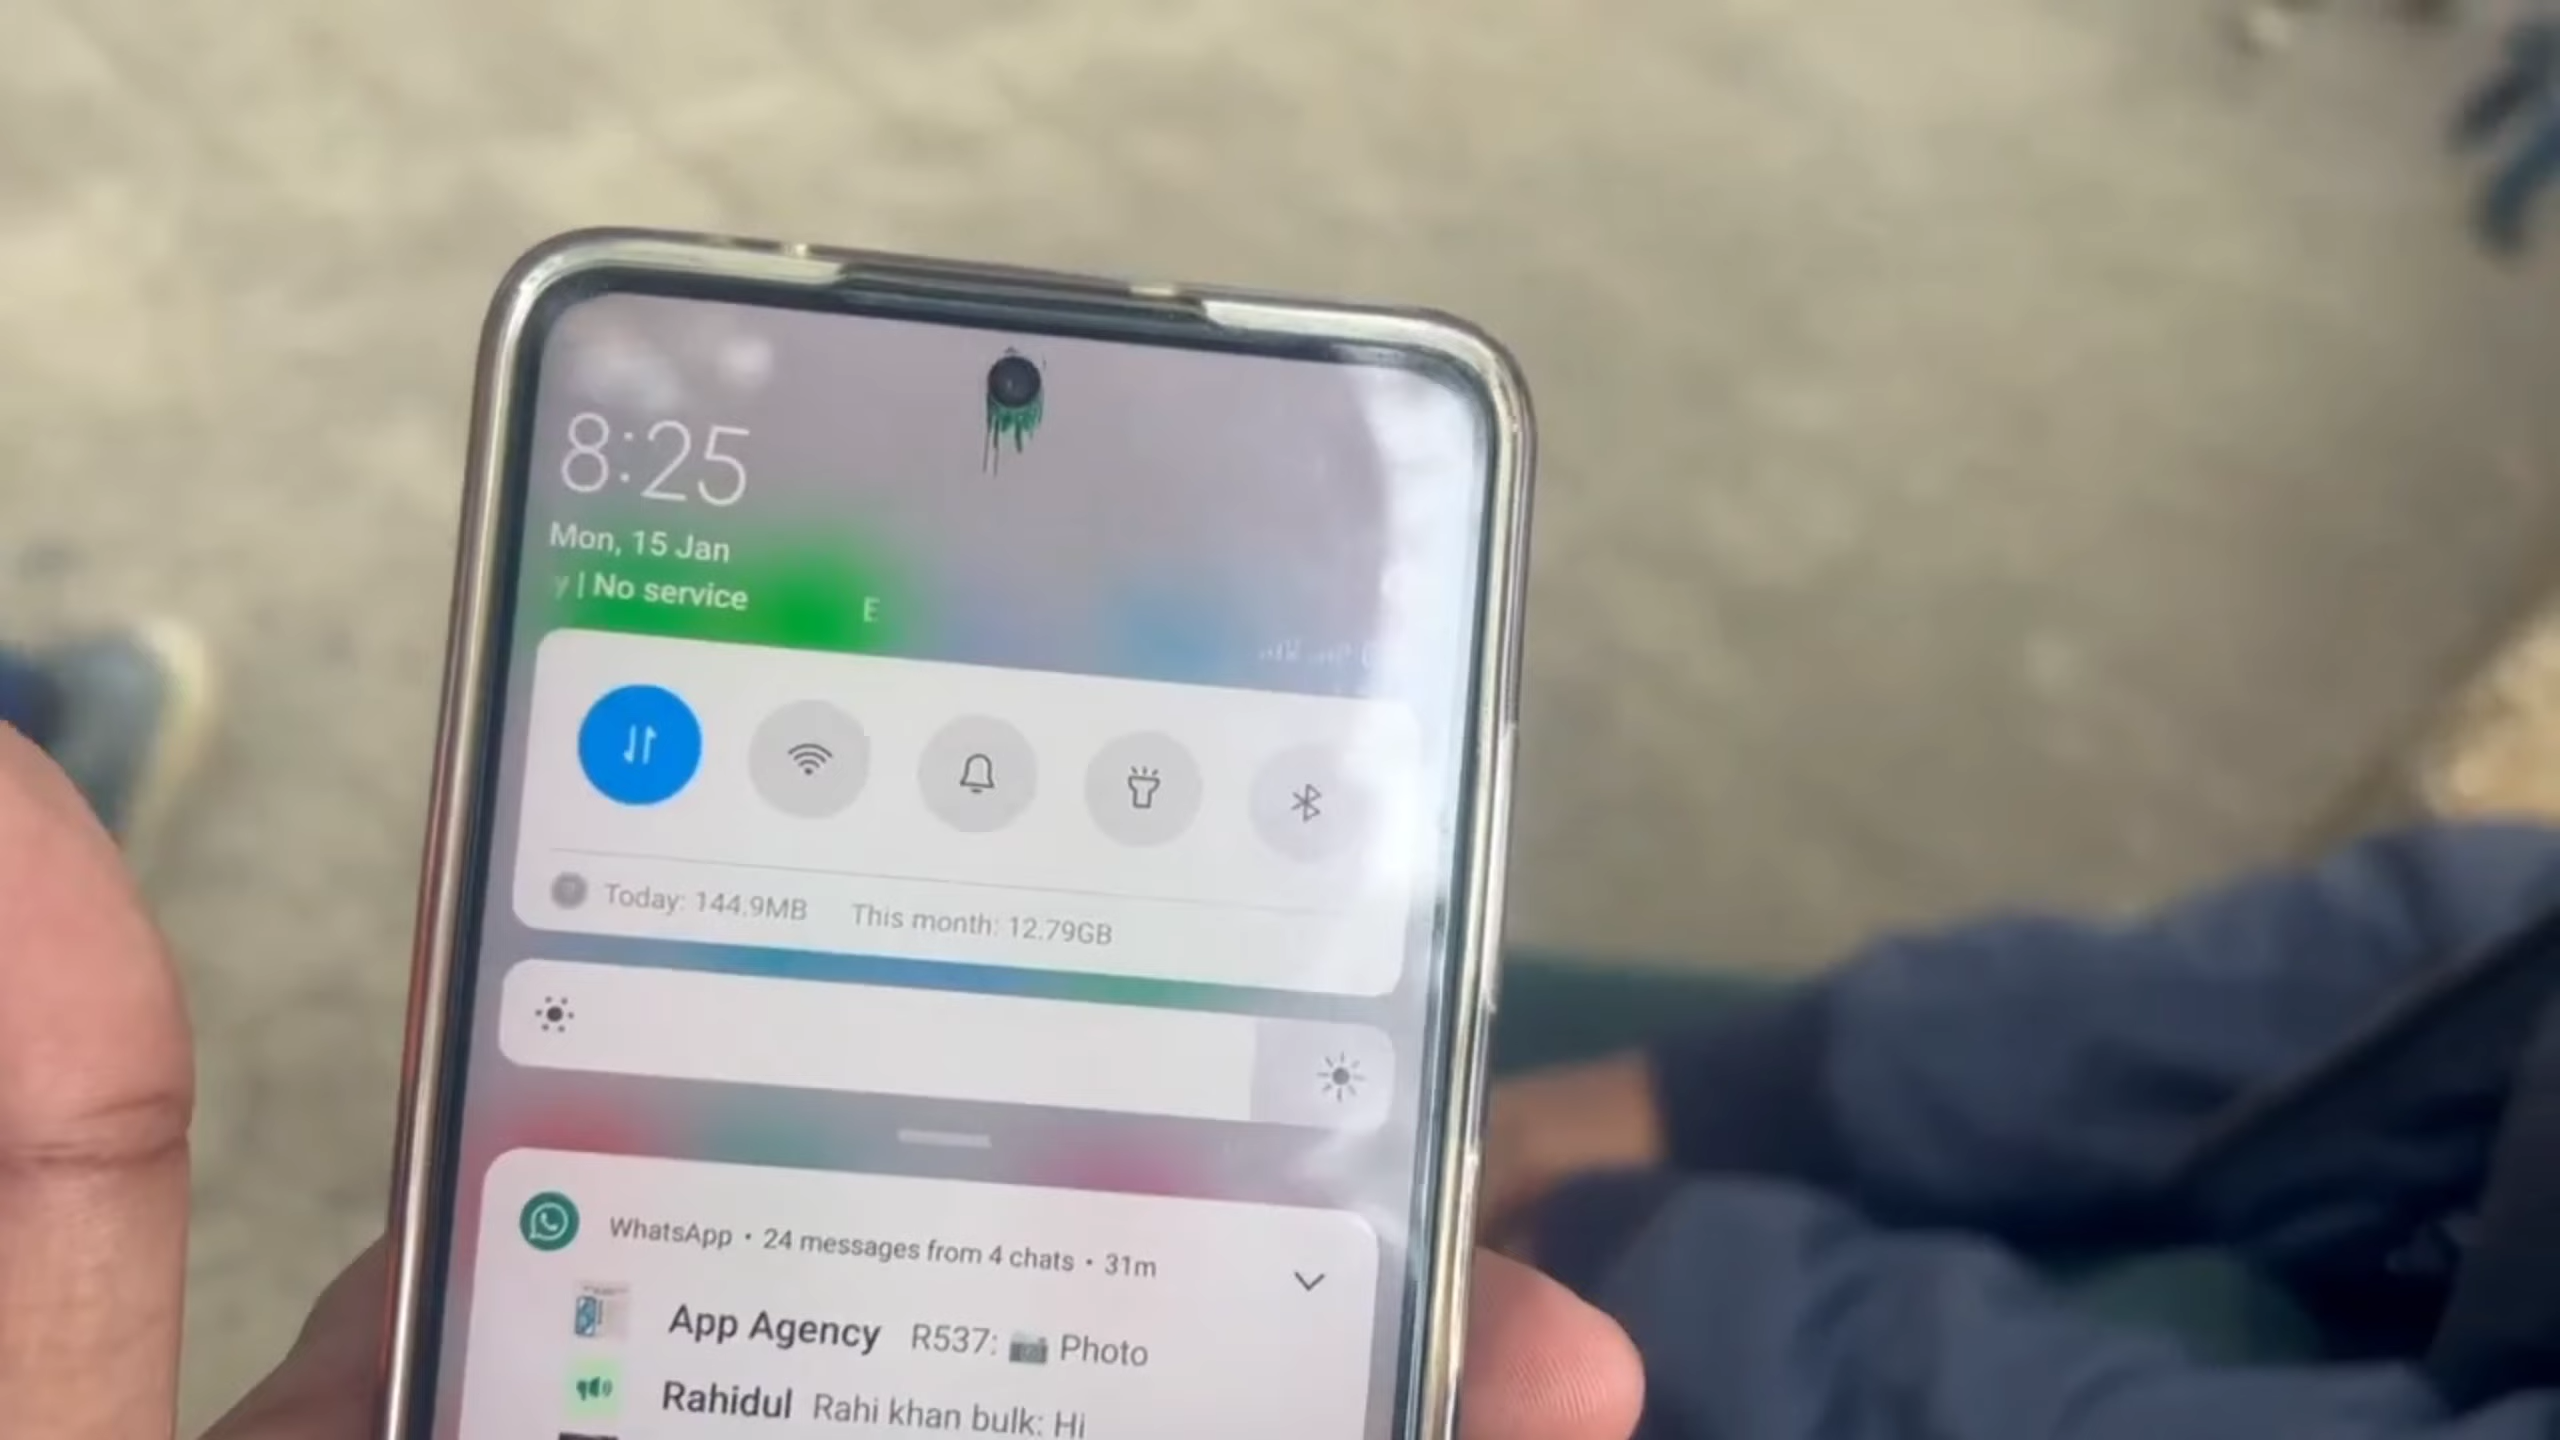 8:25
Mon, 15 Jan
y | No service E
Today: 144.9MB This month: 12.79GB
WhatsApp • 24 messages from 4 chats • 31m
App Agency R537: 📷 Photo
Rahidul Rahi khan bulk: Hi